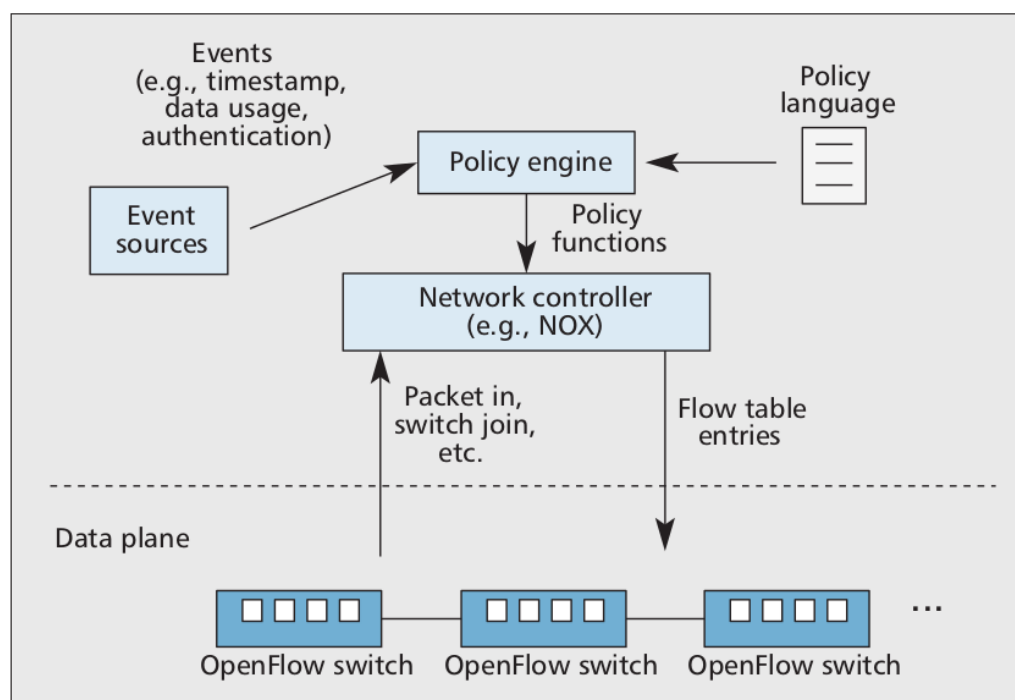 Events
(e.g., timestamp,
data usage,
authentication)
Policy
language
Policy engine
Event
sources
Policy
functions
Network controller
(e.g., NOX)
Packet in,
switch join,
etc.
Flow table
entries
Data plane
...
OpenFlow switch
OpenFlow switch
OpenFlow switch